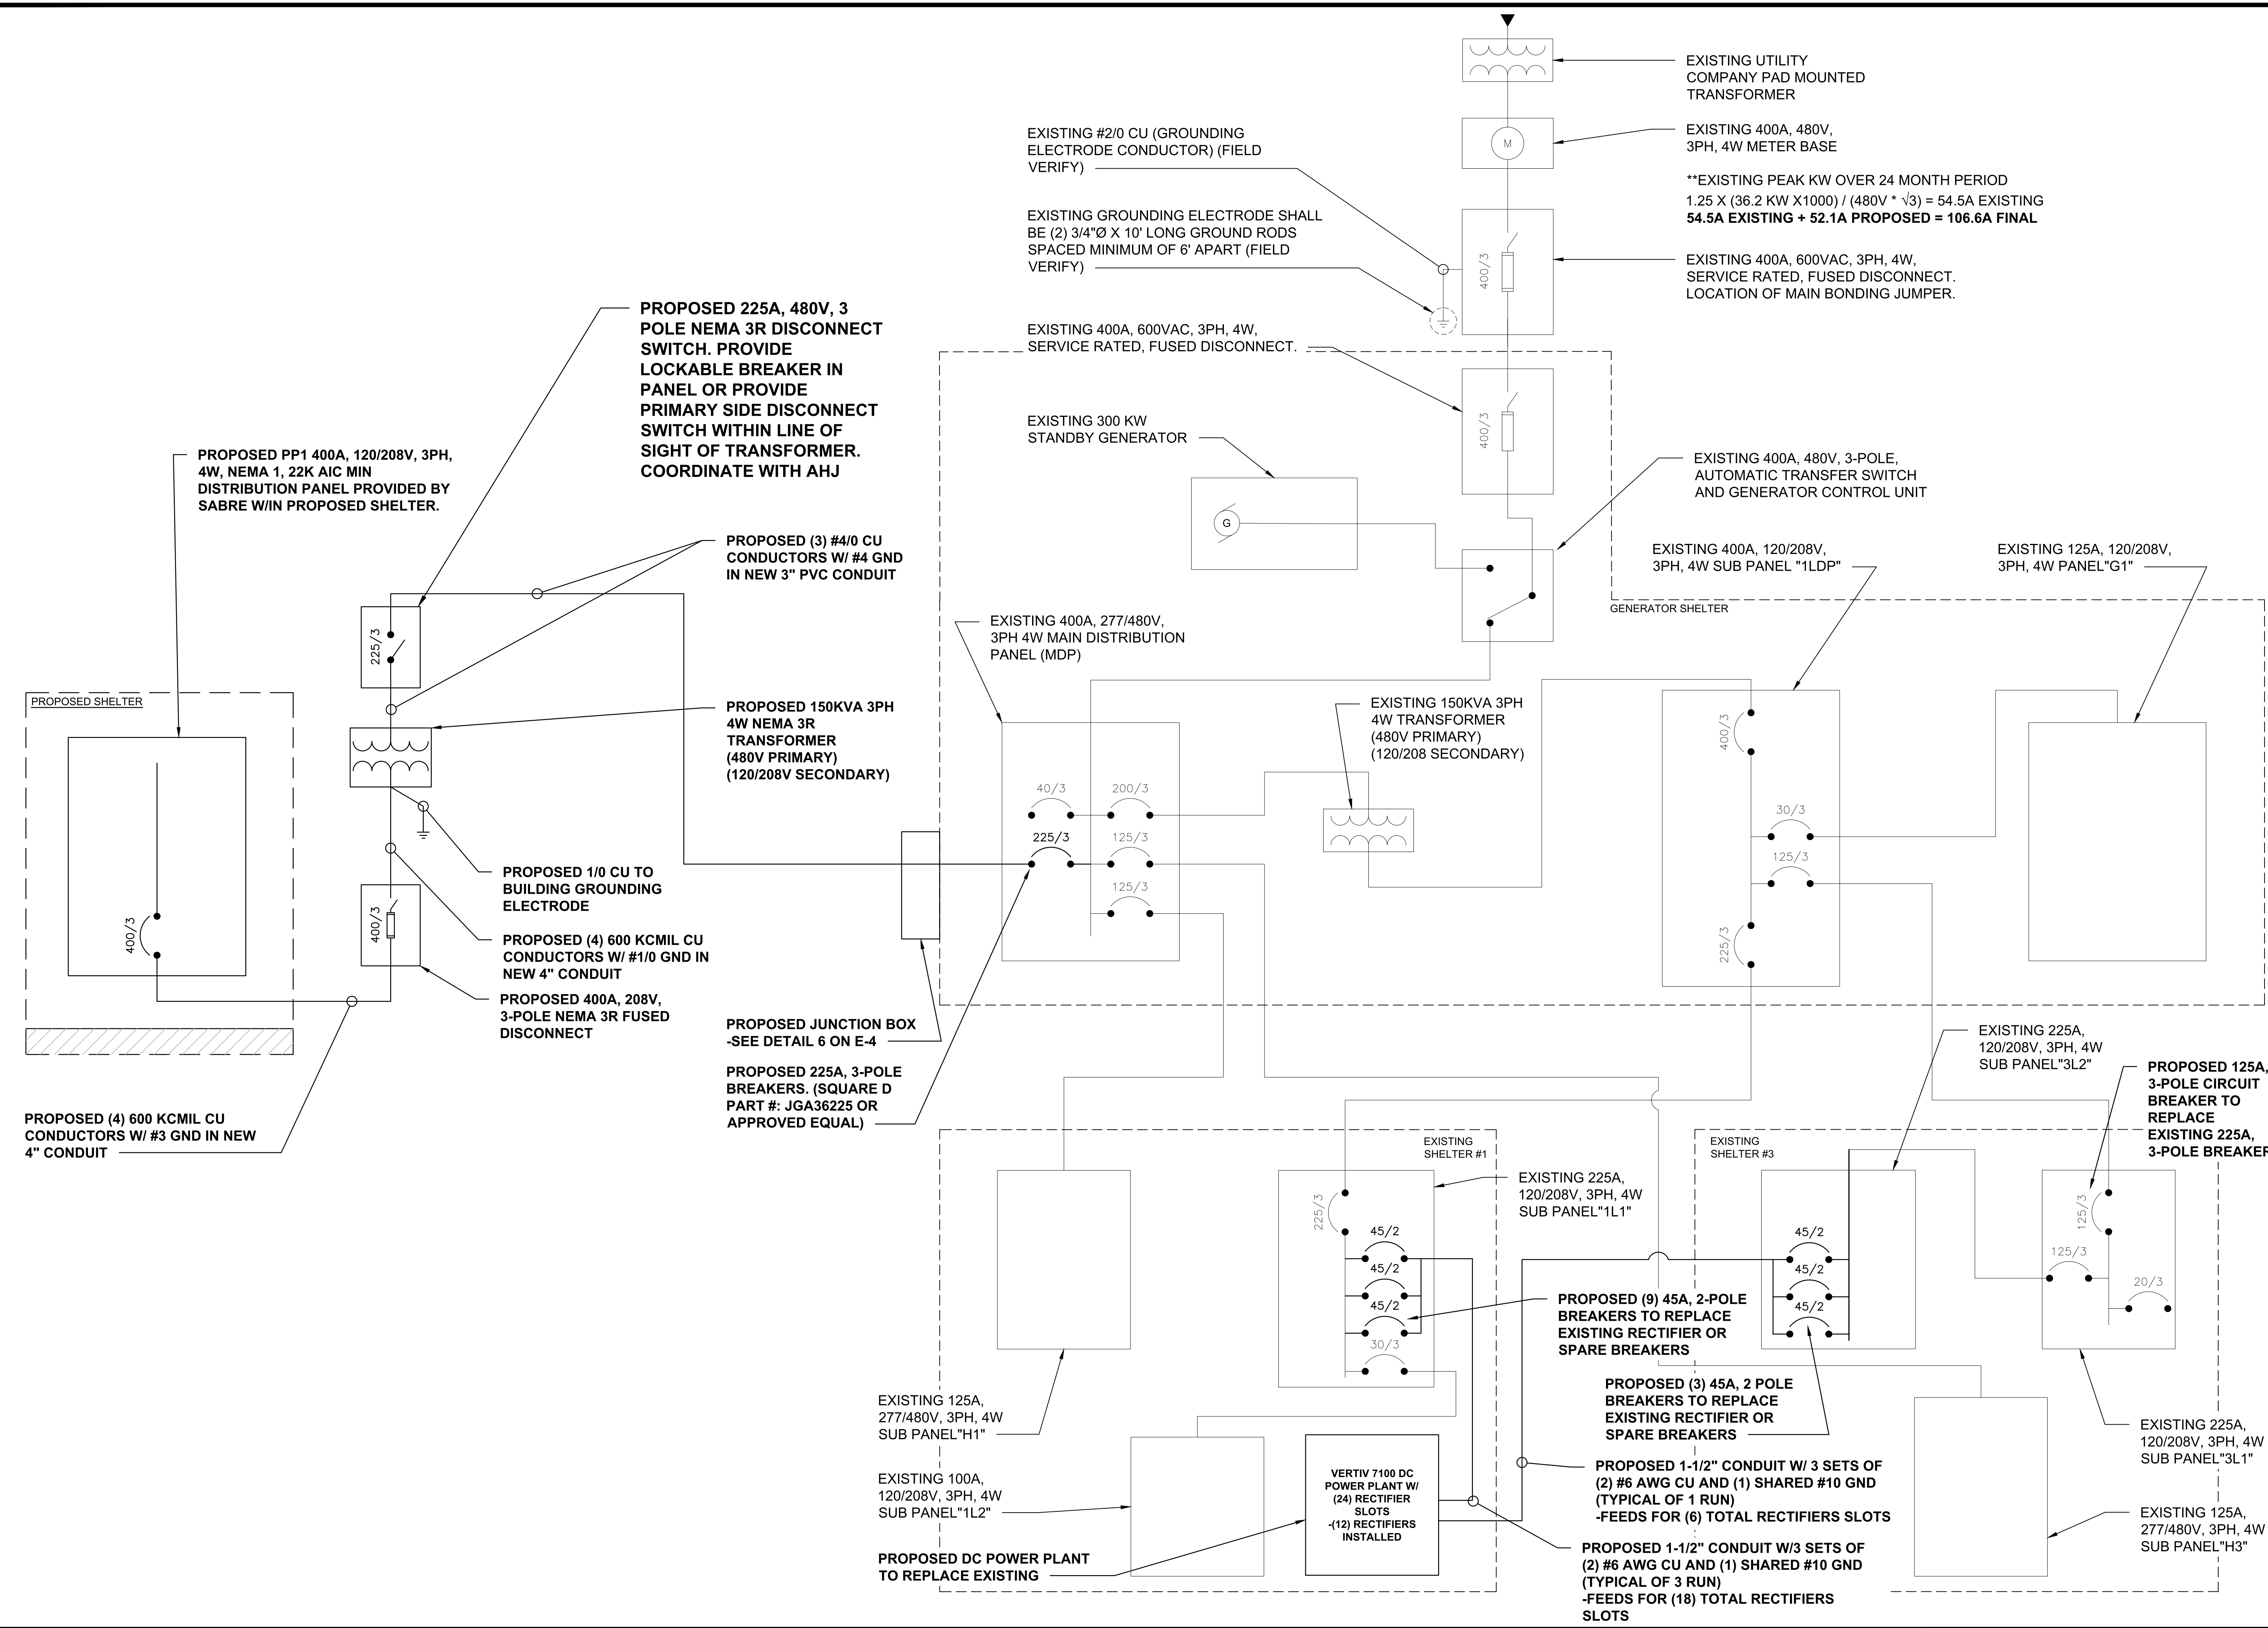 EXISTING UTILITY
COMPANY PAD MOUNTED
TRANSFORMER
EXISTING #2/0 CU (GROUNDING
ELECTRODE CONDUCTOR) (FIELD
VERIFY)
M
EXISTING 400A, 480V,
3PH, 4W METER BASE
**EXISTING PEAK KW OVER 24 MONTH PERIOD
1.25 X (36.2 KW X1000) / (480V * √3) = 54.5A EXISTING
54.5A EXISTING + 52.1A PROPOSED = 106.6A FINAL
EXISTING GROUNDING ELECTRODE SHALL
BE (2) 3/4"Ø X 10' LONG GROUND RODS
SPACED MINIMUM OF 6' APART (FIELD
VERIFY)
400/3
EXISTING 400A, 600VAC, 3PH, 4W,
SERVICE RATED, FUSED DISCONNECT.
LOCATION OF MAIN BONDING JUMPER.
PROPOSED 225A, 480V, 3
POLE NEMA 3R DISCONNECT
SWITCH. PROVIDE
LOCKABLE BREAKER IN
PANEL OR PROVIDE
PRIMARY SIDE DISCONNECT
SWITCH WITHIN LINE OF
SIGHT OF TRANSFORMER.
COORDINATE WITH AHJ
EXISTING 400A, 600VAC, 3PH, 4W,
SERVICE RATED, FUSED DISCONNECT.
400/3
EXISTING 300 KW
STANDBY GENERATOR
G
PROPOSED PP1 400A, 120/208V, 3PH,
4W, NEMA 1, 22K AIC MIN
DISTRIBUTION PANEL PROVIDED BY
SABRE W/IN PROPOSED SHELTER.
EXISTING 400A, 480V, 3-POLE,
AUTOMATIC TRANSFER SWITCH
AND GENERATOR CONTROL UNIT
PROPOSED (3) #4/0 CU
CONDUCTORS W/ #4 GND
IN NEW 3" PVC CONDUIT
EXISTING 400A, 120/208V,
3PH, 4W SUB PANEL "1LDP"
EXISTING 125A, 120/208V,
3PH, 4W PANEL"G1"
GENERATOR SHELTER
225/3
EXISTING 400A, 277/480V,
3PH 4W MAIN DISTRIBUTION
PANEL (MDP)
PROPOSED SHELTER
PROPOSED 150KVA 3PH
4W NEMA 3R
TRANSFORMER
(480V PRIMARY)
(120/208V SECONDARY)
EXISTING 150KVA 3PH
4W TRANSFORMER
(480V PRIMARY)
(120/208 SECONDARY)
400/3
40/3
200/3
225/3
125/3
125/3
30/3
125/3
225/3
PROPOSED 1/0 CU TO
BUILDING GROUNDING
ELECTRODE
400/3
400/3
PROPOSED (4) 600 KCMIL CU
CONDUCTORS W/ #1/0 GND IN
NEW 4" CONDUIT
PROPOSED 400A, 208V,
3-POLE NEMA 3R FUSED
DISCONNECT
PROPOSED JUNCTION BOX
-SEE DETAIL 6 ON E-4
PROPOSED 225A, 3-POLE
BREAKERS. (SQUARE D
PART #: JGA36225 OR
APPROVED EQUAL)
PROPOSED (4) 600 KCMIL CU
CONDUCTORS W/ #3 GND IN NEW
4" CONDUIT
EXISTING 225A,
120/208V, 3PH, 4W
SUB PANEL"3L2"
PROPOSED 125A,
3-POLE CIRCUIT
BREAKER TO
REPLACE
EXISTING 225A,
3-POLE BREAKER
EXISTING
SHELTER #1
EXISTING
SHELTER #3
EXISTING 225A,
120/208V, 3PH, 4W
SUB PANEL"1L1"
225/3
45/2
45/2
45/2
30/3
45/2
45/2
45/2
125/3
125/3
20/3
PROPOSED (9) 45A, 2-POLE
BREAKERS TO REPLACE
EXISTING RECTIFIER OR
SPARE BREAKERS
PROPOSED (3) 45A, 2 POLE
BREAKERS TO REPLACE
EXISTING RECTIFIER OR
SPARE BREAKERS
EXISTING 125A,
277/480V, 3PH, 4W
SUB PANEL"H1"
EXISTING 225A,
120/208V, 3PH, 4W
SUB PANEL"3L1"
EXISTING 100A,
120/208V, 3PH, 4W
SUB PANEL"1L2"
VERTIV 7100 DC
POWER PLANT W/
(24) RECTIFIER
SLOTS
-(12) RECTIFIERS
INSTALLED
PROPOSED 1-1/2" CONDUIT W/ 3 SETS OF
(2) #6 AWG CU AND (1) SHARED #10 GND
(TYPICAL OF 1 RUN)
-FEEDS FOR (6) TOTAL RECTIFIERS SLOTS
EXISTING 125A,
277/480V, 3PH, 4W
SUB PANEL"H3"
PROPOSED DC POWER PLANT
TO REPLACE EXISTING
PROPOSED 1-1/2" CONDUIT W/3 SETS OF
(2) #6 AWG CU AND (1) SHARED #10 GND
(TYPICAL OF 3 RUN)
-FEEDS FOR (18) TOTAL RECTIFIERS
SLOTS